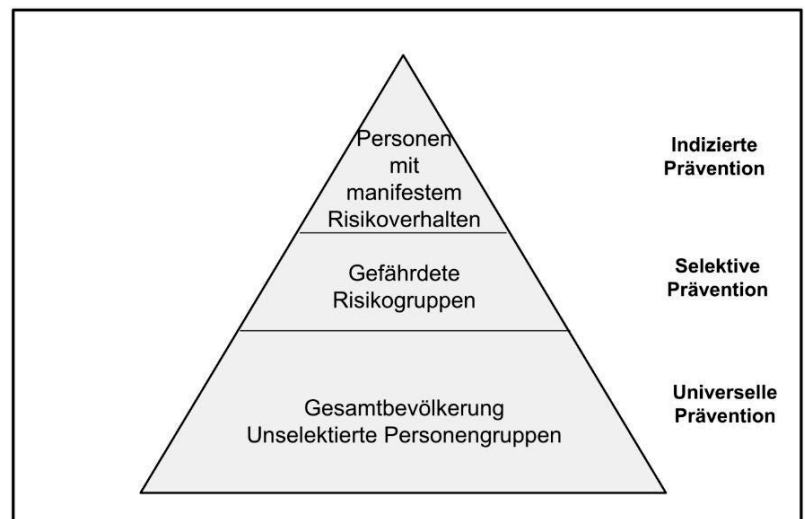 Personen
mit
manifestem
Risikoverhalten
Indizierte
Prävention
Gefährdete
Risikogruppen
Selektive
Prävention
Gesamtbevölkerung
Unselektierte Personengruppen
Universelle
Prävention